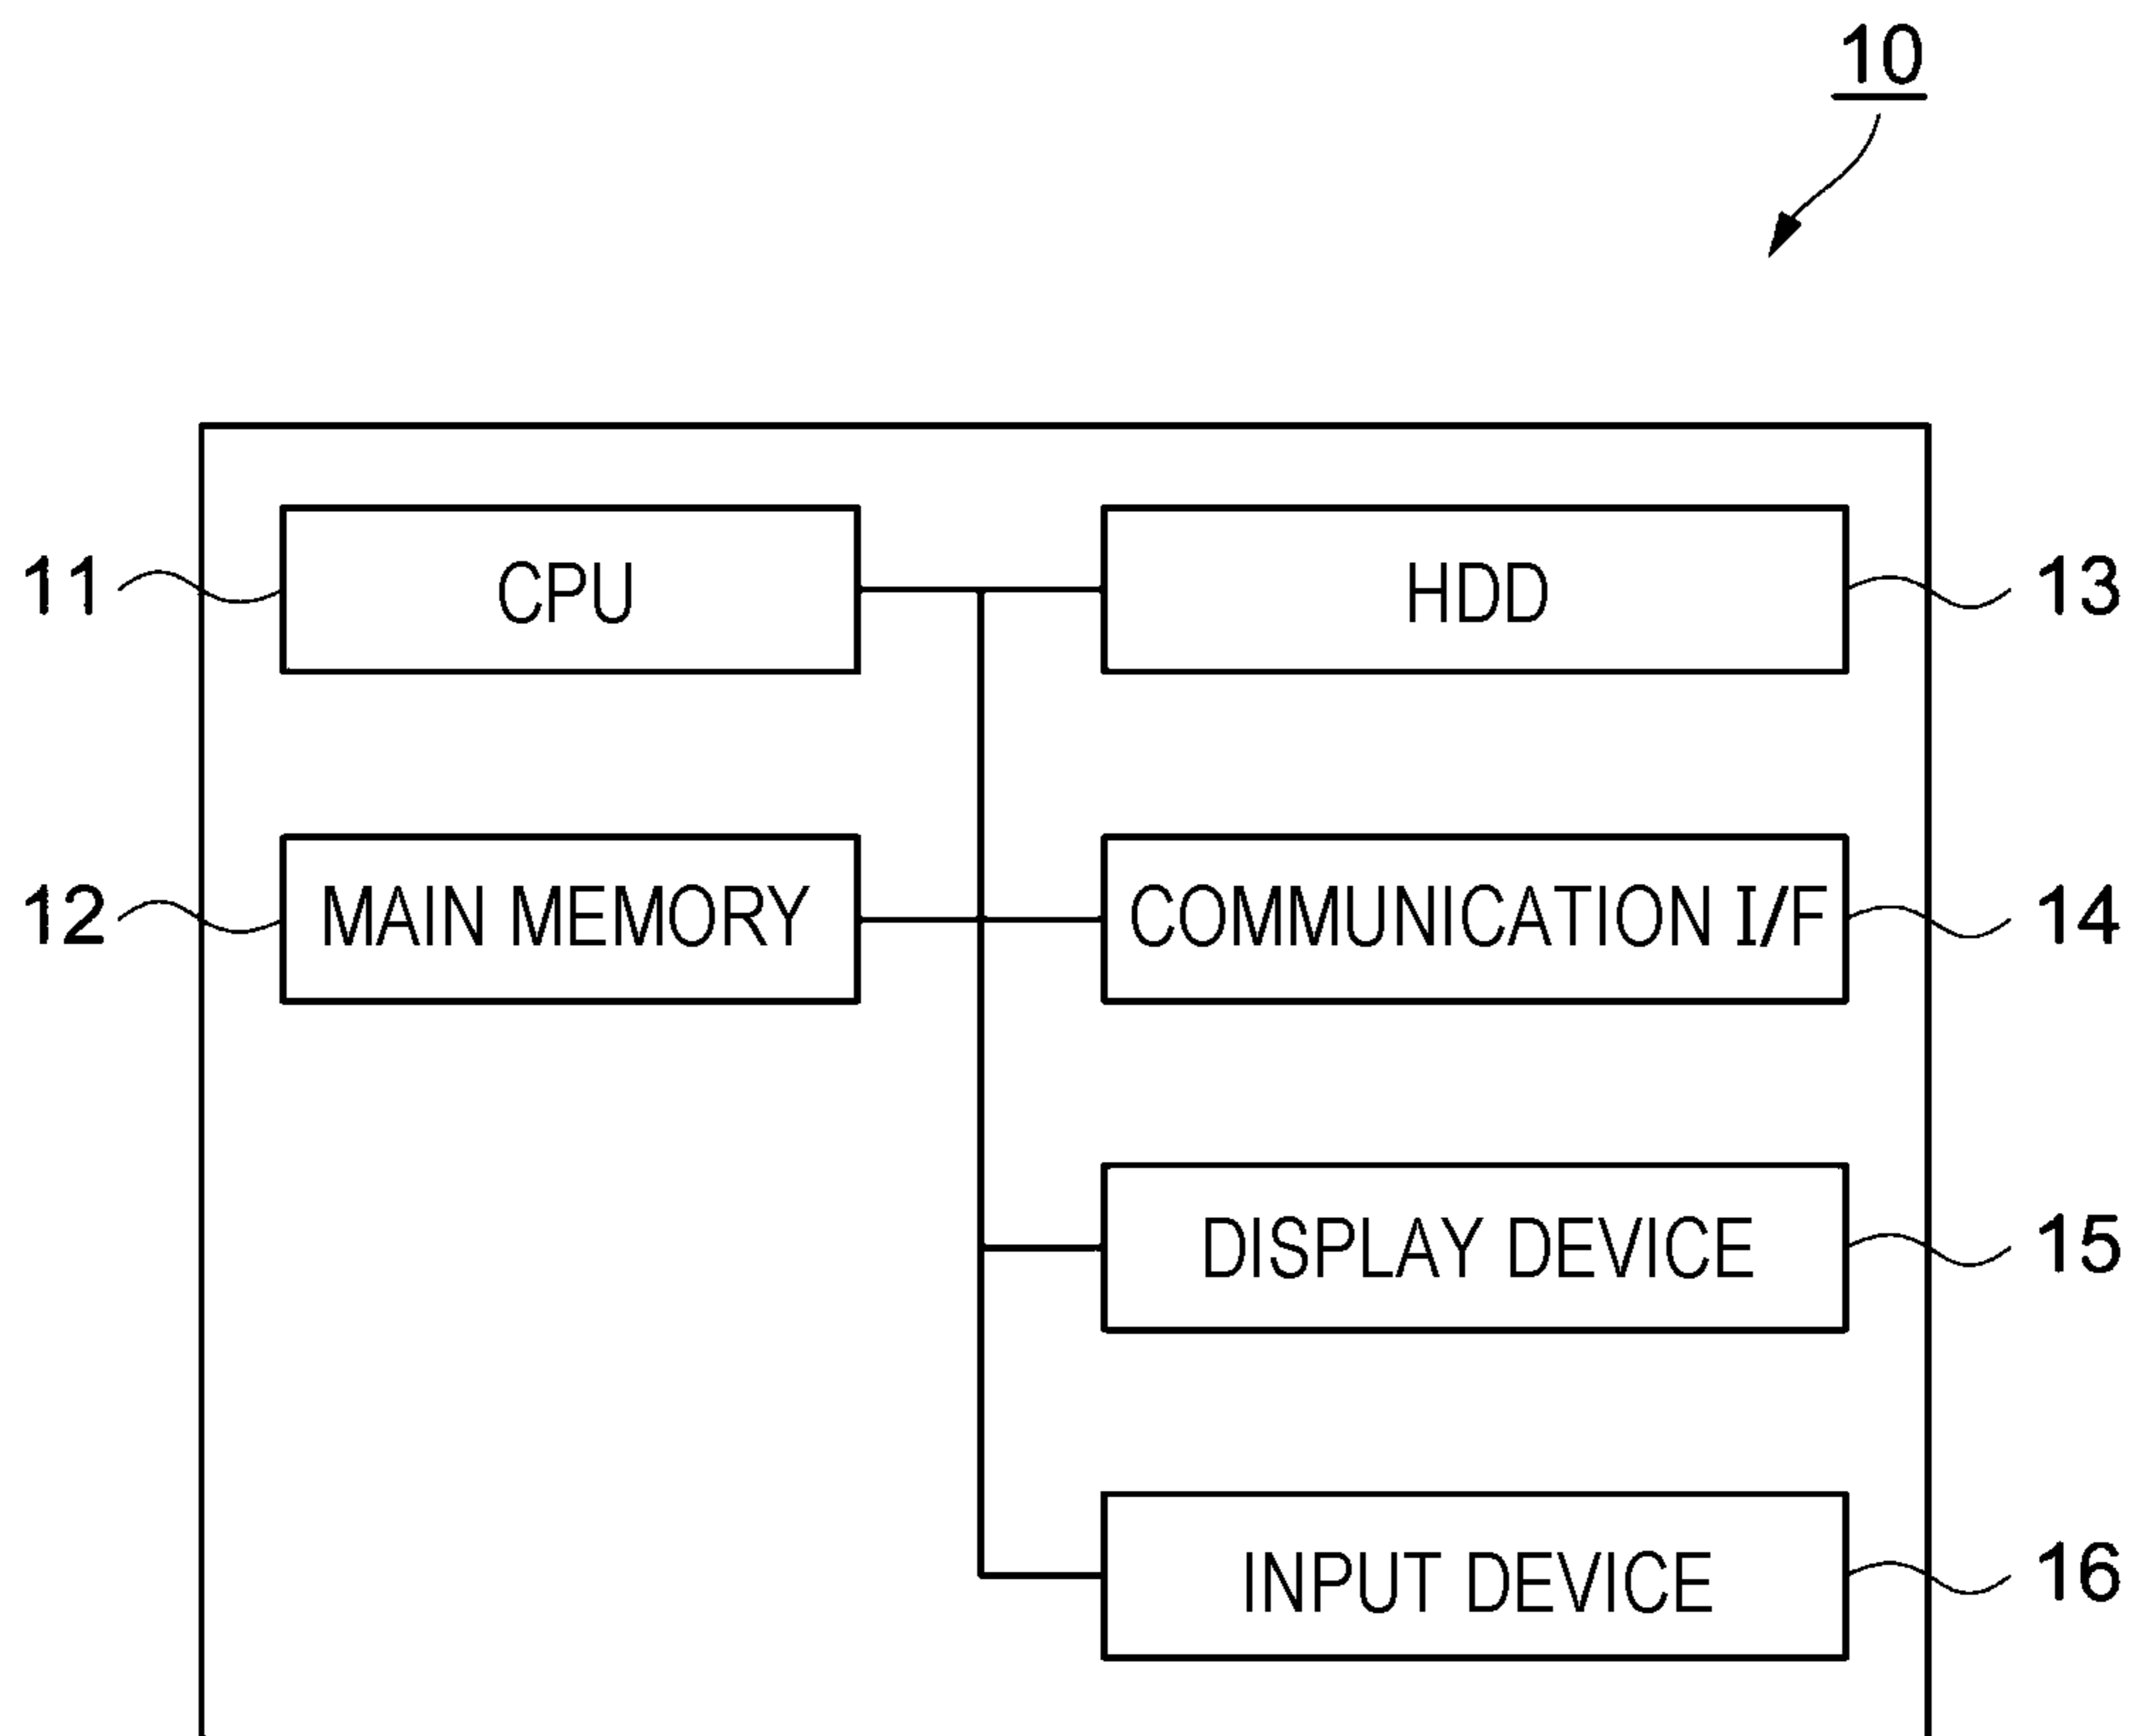 10
11 CPU HDD 13
12 MAIN MEMORY COMMUNICATION I/F 14
DISPLAY DEVICE 15
INPUT DEVICE 16